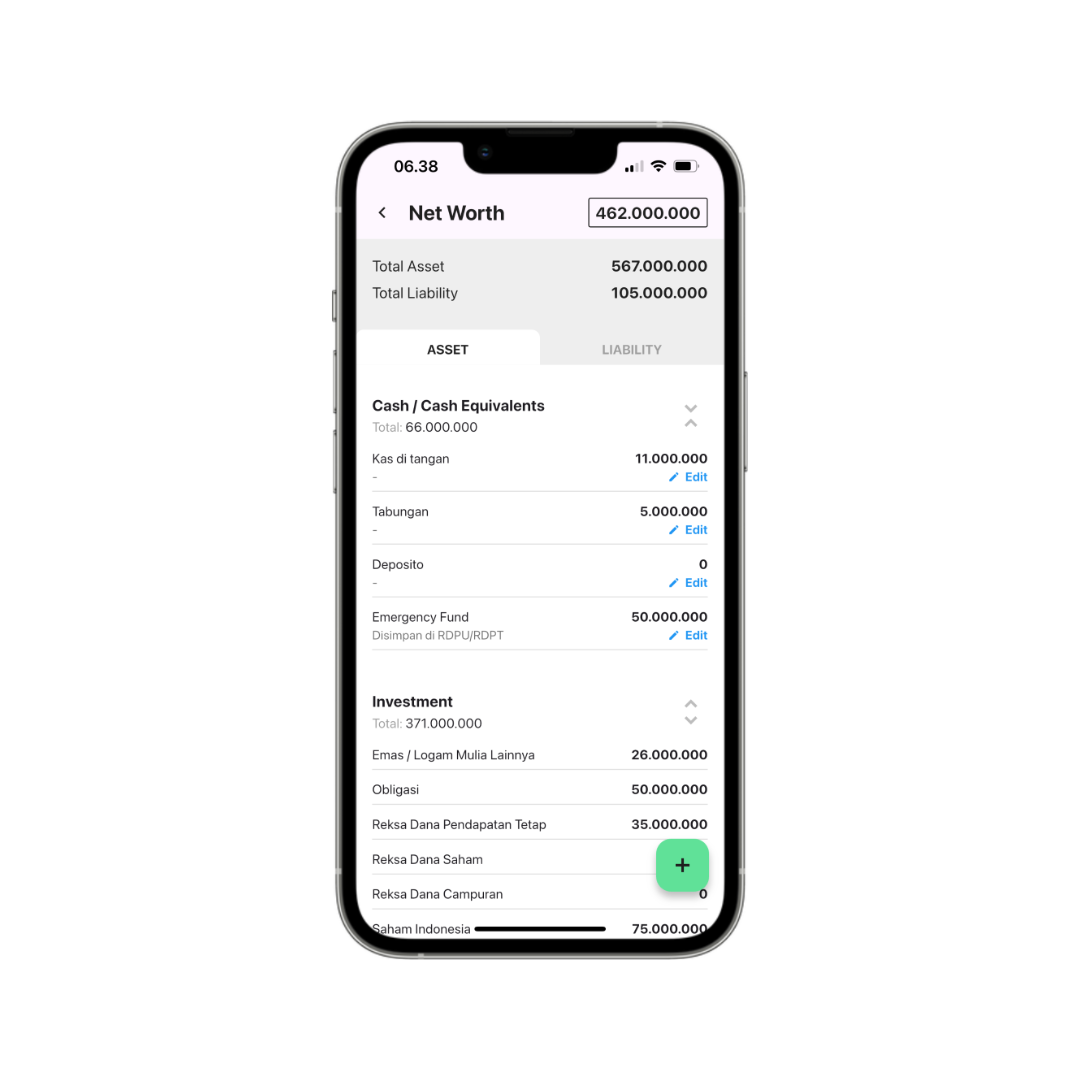 06.38
Net Worth 462.000.000
Total Asset 567.000.000
Total Liability 105.000.000
ASSET LIABILITY
Cash / Cash Equivalents
Total: 66.000.000
Kas di tangan 11.000.000
- Edit
Tabungan 5.000.000
- Edit
Deposito 0
- Edit
Emergency Fund 50.000.000
Disimpan di RDPU/RDPT Edit
Investment
Total: 371.000.000
Emas / Logam Mulia Lainnya 26.000.000
Obligasi 50.000.000
Reksa Dana Pendapatan Tetap 35.000.000
Reksa Dana Saham
+
Reksa Dana Campuran 0
Saham Indonesia 75.000.000